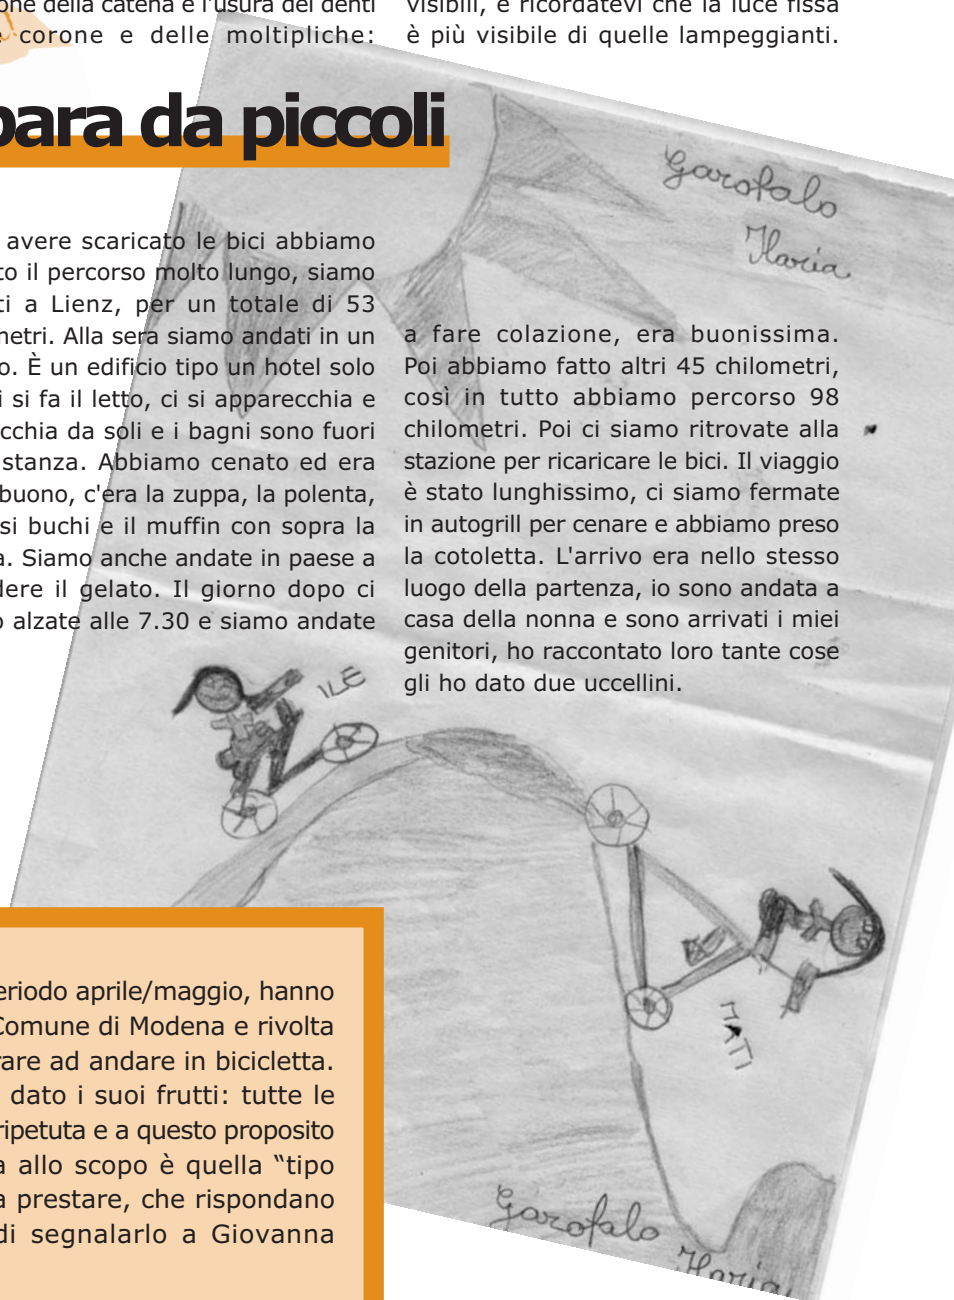 one della catena e l'usura dei denti
corone e delle moltipliche:
visibili, e ricordatevi che la luce fissa
è più visibile di quelle lampeggianti.
para da piccoli
Garofalo
Ilaria
avere scaricato le bici abbiamo
to il percorso molto lungo, siamo
ti a Lienz, per un totale di 53
metri. Alla sera siamo andati in un
o. È un edificio tipo un hotel solo
i si fa il letto, ci si apparecchia e
cchia da soli e i bagni sono fuori
stanza. Abbiamo cenato ed era
buono, c'era la zuppa, la polenta,
si buchi e il muffin con sopra la
a. Siamo anche andate in paese a
dere il gelato. Il giorno dopo ci
o alzate alle 7.30 e siamo andate
a fare colazione, era buonissima.
Poi abbiamo fatto altri 45 chilometri,
così in tutto abbiamo percorso 98
chilometri. Poi ci siamo ritrovate alla
stazione per ricaricare le bici. Il viaggio
è stato lunghissimo, ci siamo fermate
in autogrill per cenare e abbiamo preso
la cotoletta. L'arrivo era nello stesso
luogo della partenza, io sono andata a
casa della nonna e sono arrivati i miei
genitori, ho raccontato loro tante cose
gli ho dato due uccellini.
ILE
MATI
eriodo aprile/maggio, hanno
Comune di Modena e rivolta
rare ad andare in bicicletta.
dato i suoi frutti: tutte le
ripetuta e a questo proposito
a allo scopo è quella “tipo
a prestare, che rispondano
di segnalarlo a Giovanna
Garofalo
Ilaria